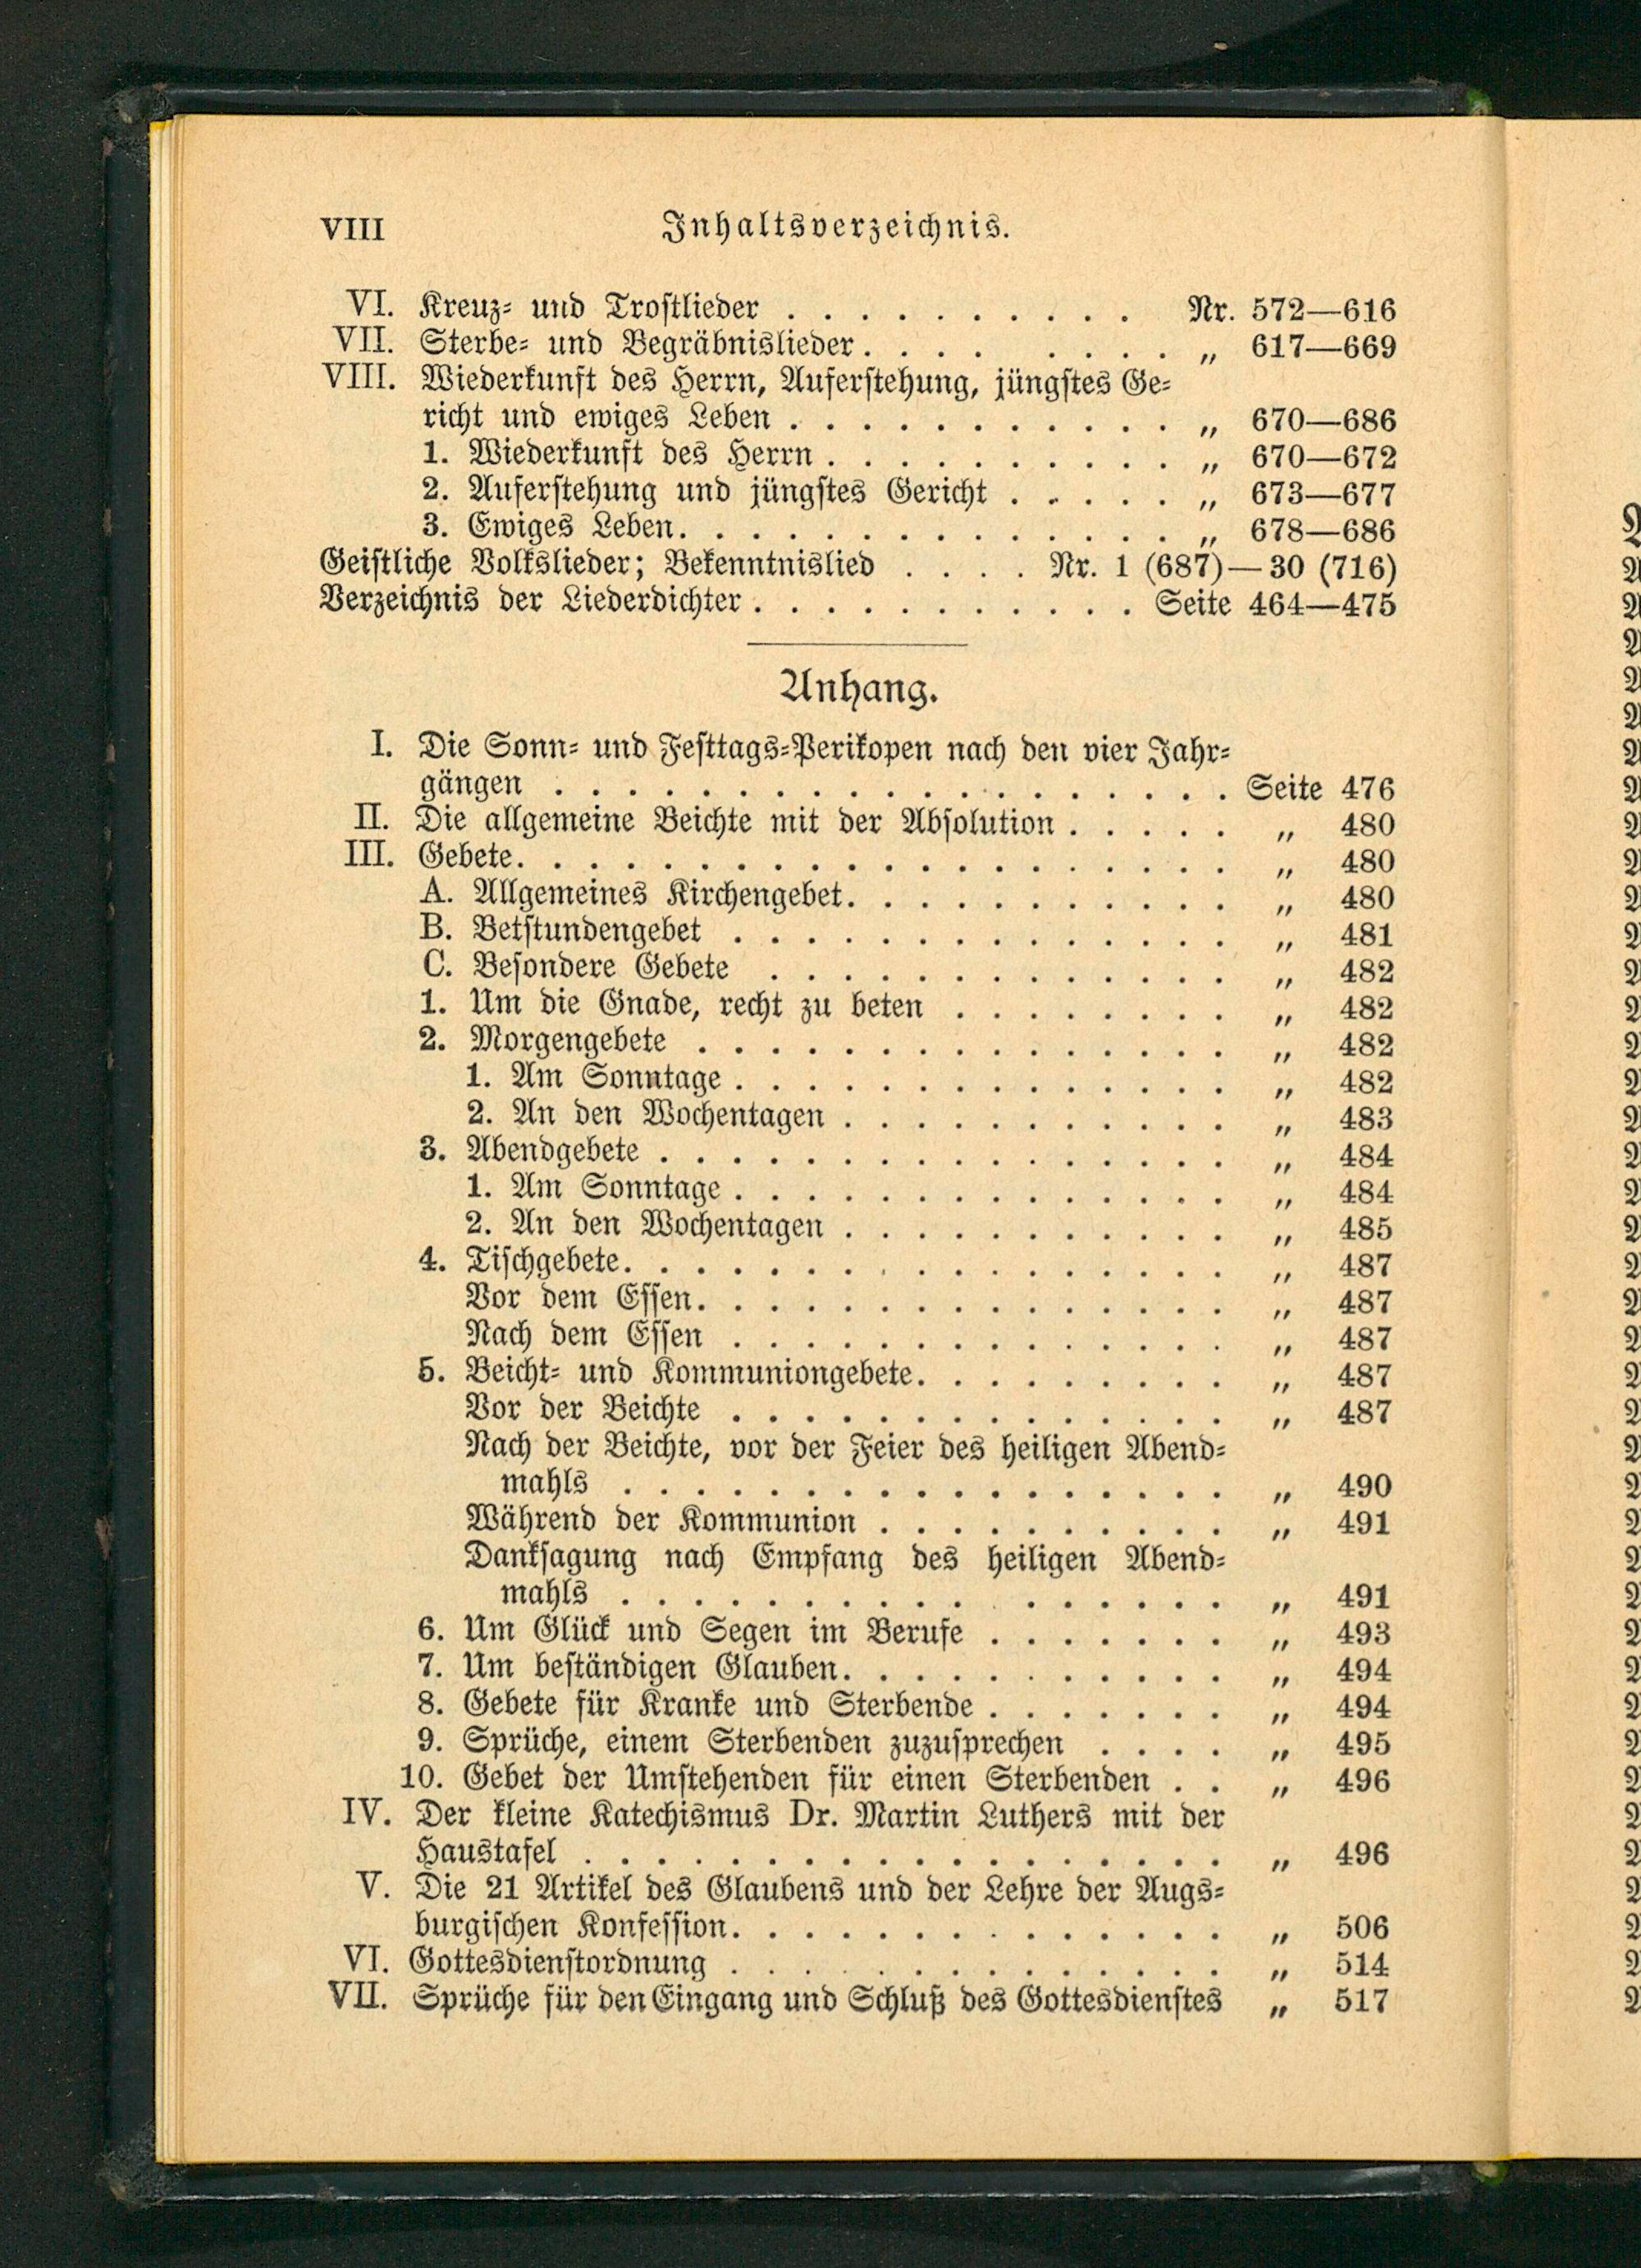 VIII Inhaltsverzeichnis.
VI. Kreuz- und Trostlieder . . . . . . . . . . Nr. 572—616
VII. Sterbe- und Begräbnislieder . . . . . . . . „ 617—669
VIII. Wiederkunft des Herrn, Auferstehung, jüngstes Ge-
richt und ewiges Leben . . . . . . . . . . . „ 670—686
1. Wiederkunft des Herrn . . . . . . . . . . „ 670—672
2. Auferstehung und jüngstes Gericht . . . . . „ 673—677
3. Ewiges Leben. . . . . . . . . . . . . . . „ 678—686
Geistliche Volkslieder; Bekenntnislied . . . . Nr. 1 (687)—30 (716)
Verzeichnis der Liederdichter . . . . . . . . . . . Seite 464—475
Anhang.
I. Die Sonn- und Festtags-Perikopen nach den vier Jahr-
gängen . . . . . . . . . . . . . . . . . . . Seite 476
II. Die allgemeine Beichte mit der Absolution . . . . . „ 480
III. Gebete. . . . . . . . . . . . . . . . . . . . „ 480
A. Allgemeines Kirchengebet. . . . . . . . . . . „ 480
B. Betstundengebet . . . . . . . . . . . . . . „ 481
C. Besondere Gebete . . . . . . . . . . . . . „ 482
1. Um die Gnade, recht zu beten . . . . . . . . „ 482
2. Morgengebete . . . . . . . . . . . . . . . „ 482
1. Am Sonntage . . . . . . . . . . . . . . „ 482
2. An den Wochentagen . . . . . . . . . . . „ 483
3. Abendgebete . . . . . . . . . . . . . . . . „ 484
1. Am Sonntage . . . . . . . . . . . . . . „ 484
2. An den Wochentagen . . . . . . . . . . . „ 485
4. Tischgebete. . . . . . . . . . . . . . . . . „ 487
Vor dem Essen. . . . . . . . . . . . . . . „ 487
Nach dem Essen . . . . . . . . . . . . . . „ 487
5. Beicht- und Kommuniongebete. . . . . . . . . „ 487
Vor der Beichte . . . . . . . . . . . . . . „ 487
Nach der Beichte, vor der Feier des heiligen Abend-
mahls . . . . . . . . . . . . . . . . . „ 490
Während der Kommunion . . . . . . . . . . „ 491
Danksagung nach Empfang des heiligen Abend-
mahls . . . . . . . . . . . . . . . . . „ 491
6. Um Glück und Segen im Berufe . . . . . . . „ 493
7. Um beständigen Glauben. . . . . . . . . . . „ 494
8. Gebete für Kranke und Sterbende . . . . . . . „ 494
9. Sprüche, einem Sterbenden zuzusprechen . . . . „ 495
10. Gebet der Umstehenden für einen Sterbenden . . „ 496
IV. Der kleine Katechismus Dr. Martin Luthers mit der
Haustafel . . . . . . . . . . . . . . . . . . „ 496
V. Die 21 Artikel des Glaubens und der Lehre der Augs-
burgischen Konfession. . . . . . . . . . . . . . „ 506
VI. Gottesdienstordnung . . . . . . . . . . . . . . „ 514
VII. Sprüche für den Eingang und Schluß des Gottesdienstes „ 517